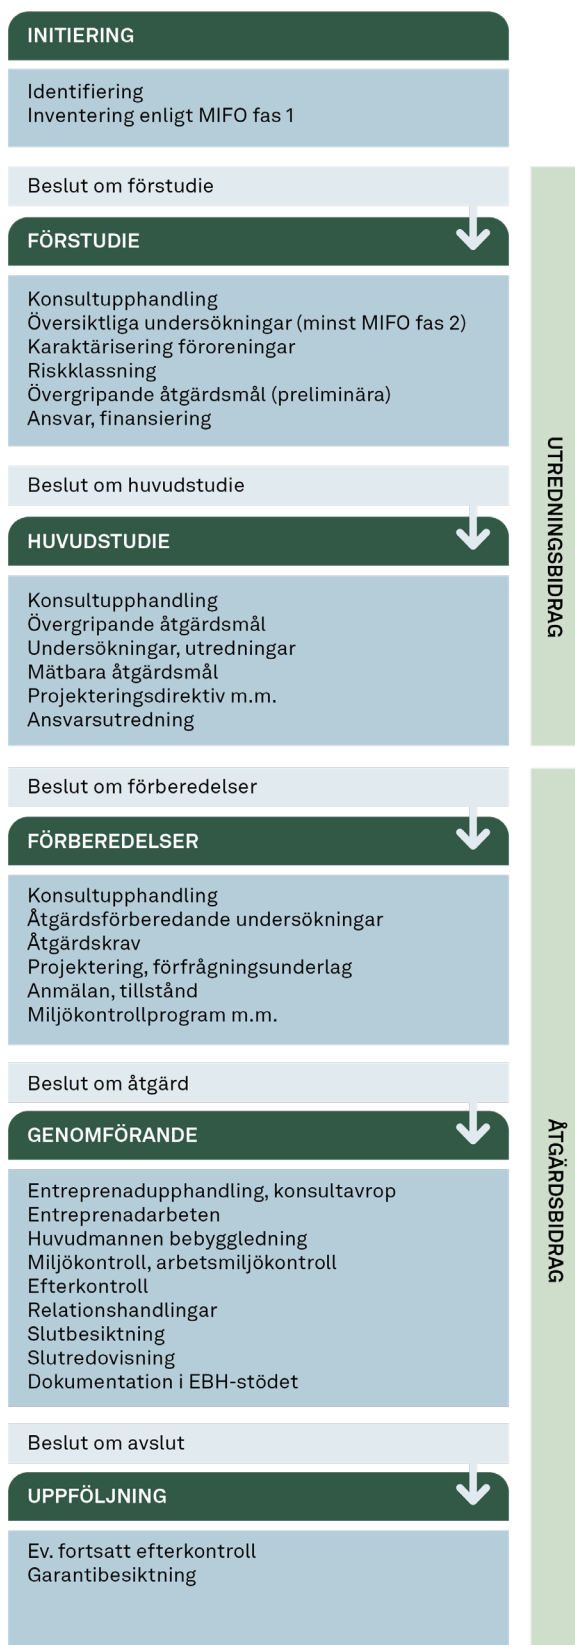 INITIERING
Identifiering
Inventering enligt MIFO fas 1
Beslut om förstudie
FÖRSTUDIE
Konsultupphandling
Översiktliga undersökningar (minst MIFO fas 2)
Karaktärisering föroreningar
Riskklassning
Övergripande åtgärdsmål (preliminära)
Ansvar, finansiering
Beslut om huvudstudie
HUVUDSTUDIE
Konsultupphandling
Övergripande åtgärdsmål
Undersökningar, utredningar
Mätbara åtgärdsmål
Projekteringsdirektiv m.m.
Ansvarsutredning
UTREDNINGSBIDRAG
Beslut om förberedelser
FÖRBEREDELSER
Konsultupphandling
Åtgärdsförberedande undersökningar
Åtgärdskrav
Projektering, förfrågningsunderlag
Anmälan, tillstånd
Miljökontrollprogram m.m.
Beslut om åtgärd
GENOMFÖRANDE
Entreprenadupphandling, konsultavrop
Entreprenadarbeten
Huvudmannen bebyggledning
Miljökontroll, arbetsmiljökontroll
Efterkontroll
Relationshandlingar
Slutbesiktning
Slutredovisning
Dokumentation i EBH-stödet
Beslut om avslut
UPPFÖLJNING
Ev. fortsatt efterkontroll
Garantibesiktning
ÅTGÄRDSBIDRAG